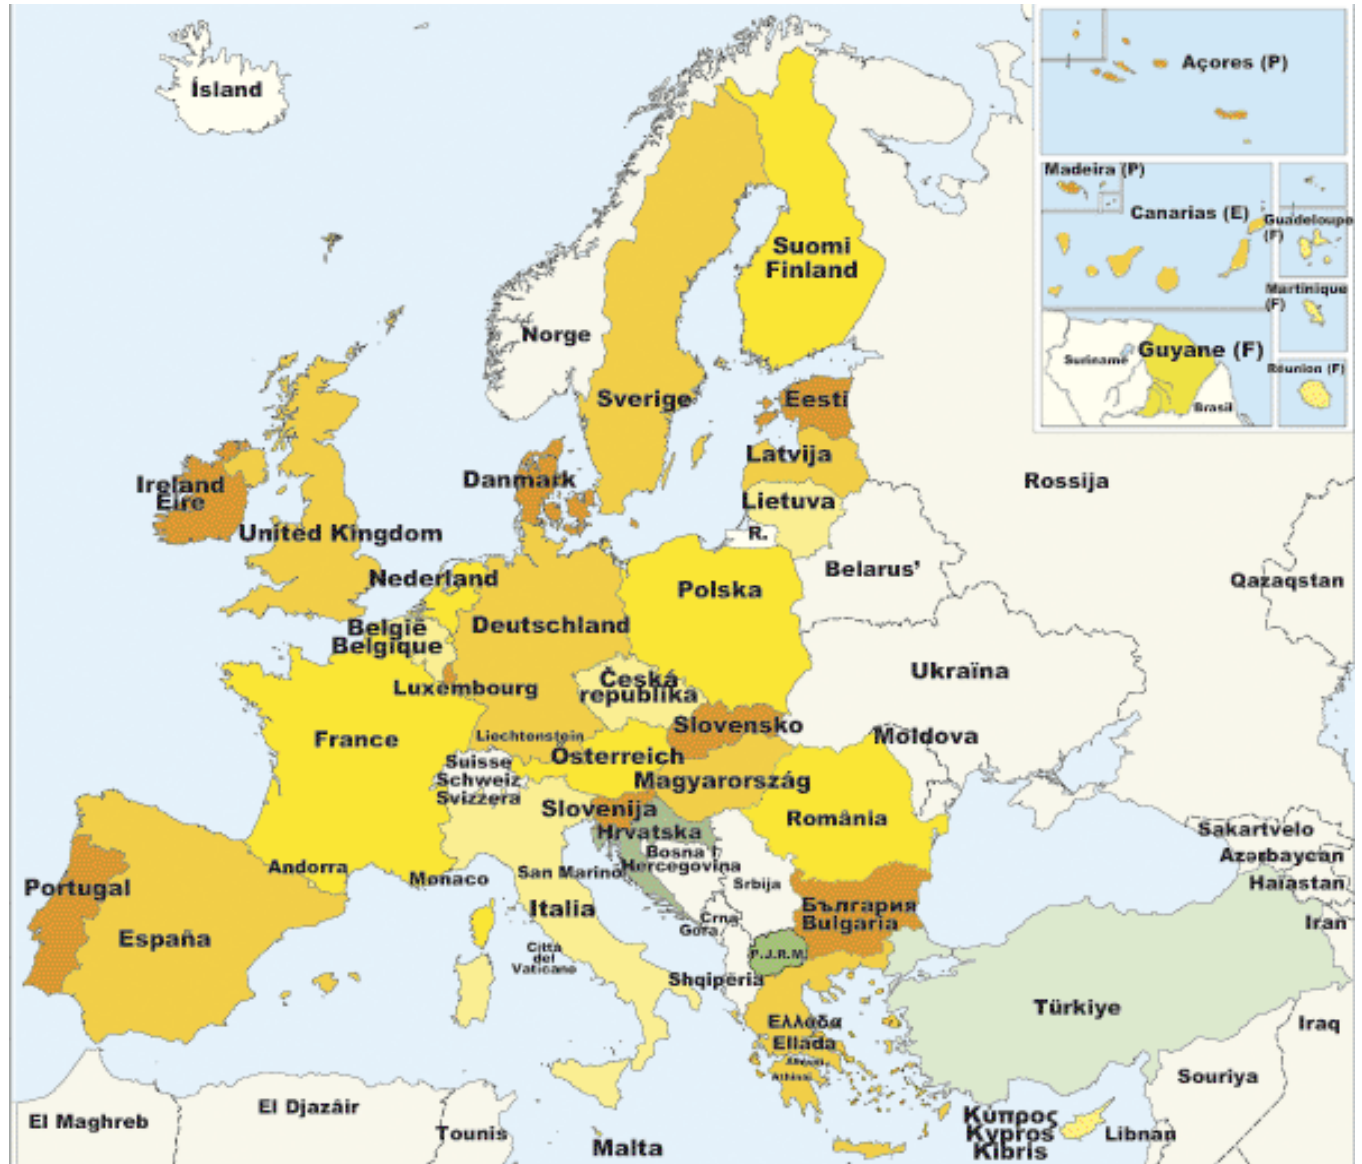 Ísland
Açores (P)
Madeira (P)
Canarias (E)
Guadeloupe
(F)
Martinique
(F)
Guyane (F)
Suriname
Brasil
Réunion (F)
Suomi
Finland
Norge
Sverige
Eesti
Latvija
Lietuva
R.
Rossija
Danmark
Ireland
Éire
United Kingdom
Nederland
Belarus'
Qazaqstan
Polska
België
Belgique
Deutschland
Luxembourg
Česká
republika
Ukraïna
France
Liechtenstein
Slovensko
Moldova
Suisse
Schweiz
Svizzera
Österreich
Magyarország
Slovenija
Hrvatska
România
Bosna i
Hercegovina
Srbija
Sakartvelo
Azərbaycan
Haïastan
Iran
Andorra
Monaco
San Marino
Portugal
España
Italia
Città
del
Vaticano
Crna
Gora
България
Bulgaria
P.J.R.M.
Shqipëria
Türkiye
Iraq
Ελλάδα
Ellada
Athinai
Souriya
El Maghreb
El Djazâir
Tounis
Malta
Κύπρος
Kypros
Kibris
Libnan